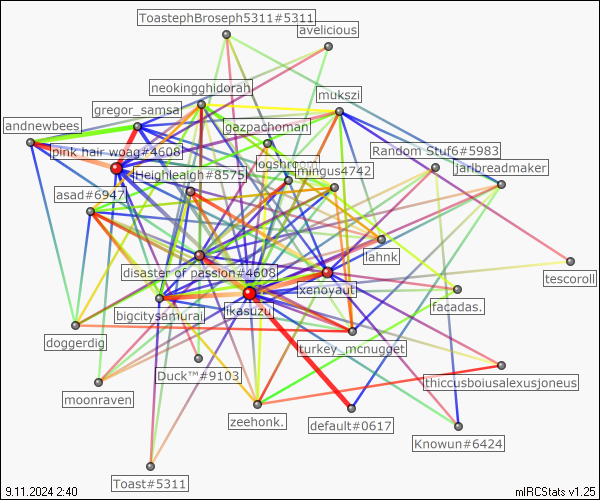 ToastephBroseph5311#5311
avelicious
neokingghidorah
mukszi
gregor_samsa
andnewbees
gazpachoman
pink hair woag#4608
Random Stuf6#5983
ogshroom
mingus4742
jarlbreadmaker
Heighleigh#8575
asad#6947
lahnk
disaster of passion#4608
tescoroll
xenoyaut
ikasuzu
bigcitysamurai
facadas.
doggerdig
turkey_mcnugget
Duck™#9103
thiccusboiusalexusjoneus
moonraven
zeehonk.
default#0617
Knowun#6424
Toast#5311
9.11.2024 2:40
mIRCStats v1.25